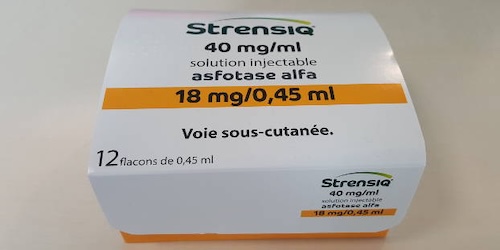 Strensiq
40 mg/ml
solution injectable
asfotase alfa
18 mg/0,45 ml
Voie sous-cutanée.
12 flacons de 0,45 ml
Strensiq
40 mg/ml
solution injectable
asfotase alfa
18 mg/0,45 ml